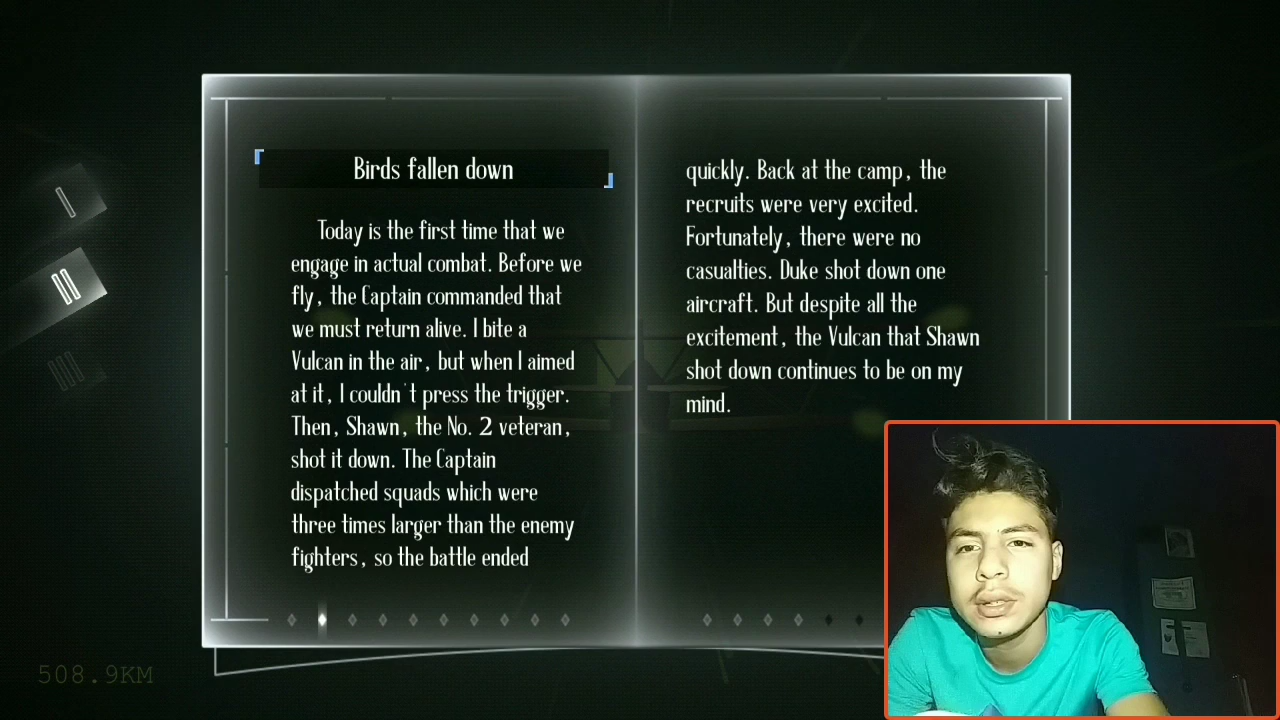 Birds fallen down
Today is the first time that we
engage in actual combat. Before we
fly, the Captain commanded that
we must return alive. I bite a
Vulcan in the air, but when I aimed
at it, I couldn't press the trigger.
Then, Shawn, the No. 2 veteran,
shot it down. The Captain
dispatched squads which were
three times larger than the enemy
fighters, so the battle ended
quickly. Back at the camp, the
recruits were very excited.
Fortunately, there were no
casualties. Duke shot down one
aircraft. But despite all the
excitement, the Vulcan that Shawn
shot down continues to be on my
mind.
I
II
III
508.9KM